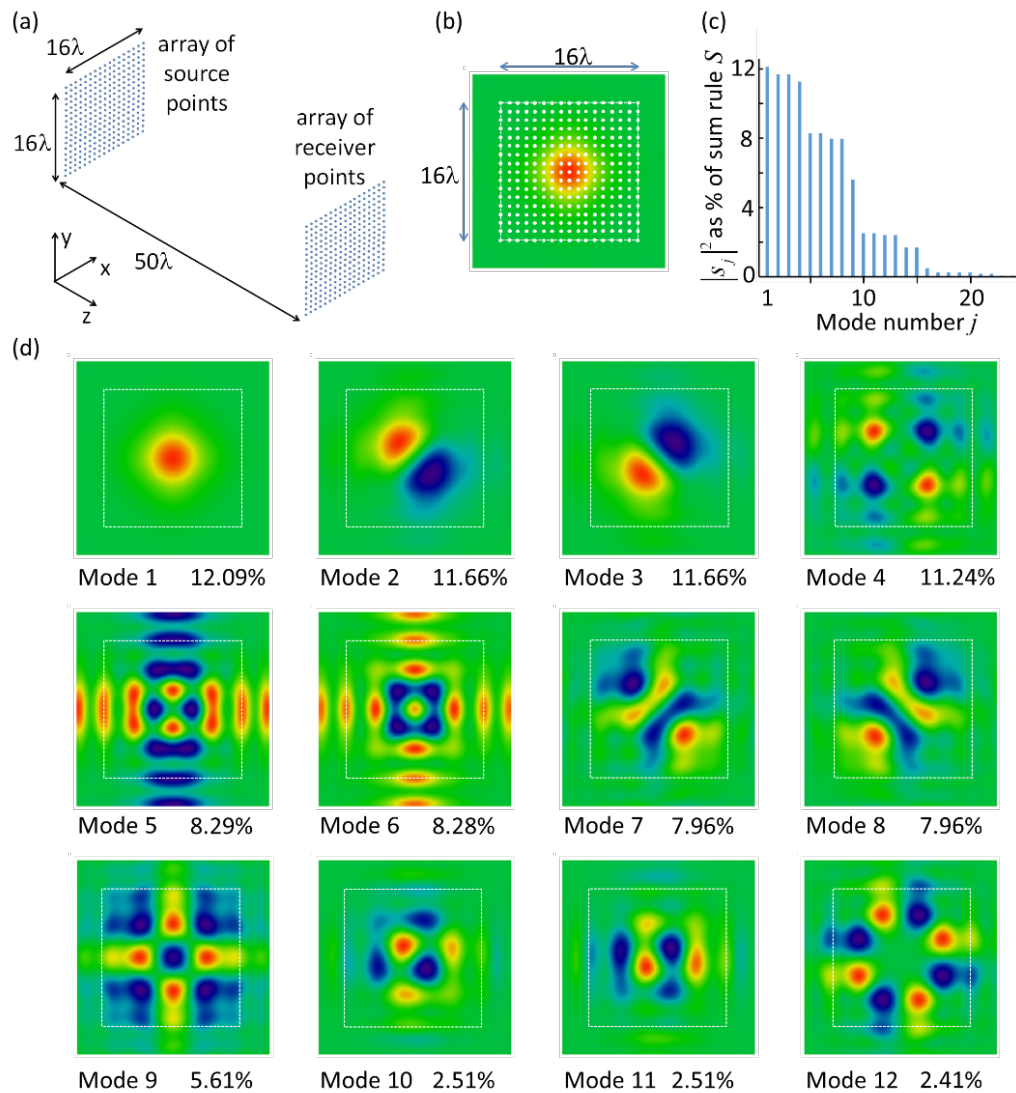 (a)
16λ
array of
source
points
16λ
array of
receiver
points
50λ
y
x
z
(b)
16λ
16λ
(c)
|s_j|² as % of sum rule S
12
8
4
0
1
10
20
Mode number j
(d)
Mode 1 12.09%
Mode 2 11.66%
Mode 3 11.66%
Mode 4 11.24%
Mode 5 8.29%
Mode 6 8.28%
Mode 7 7.96%
Mode 8 7.96%
Mode 9 5.61%
Mode 10 2.51%
Mode 11 2.51%
Mode 12 2.41%